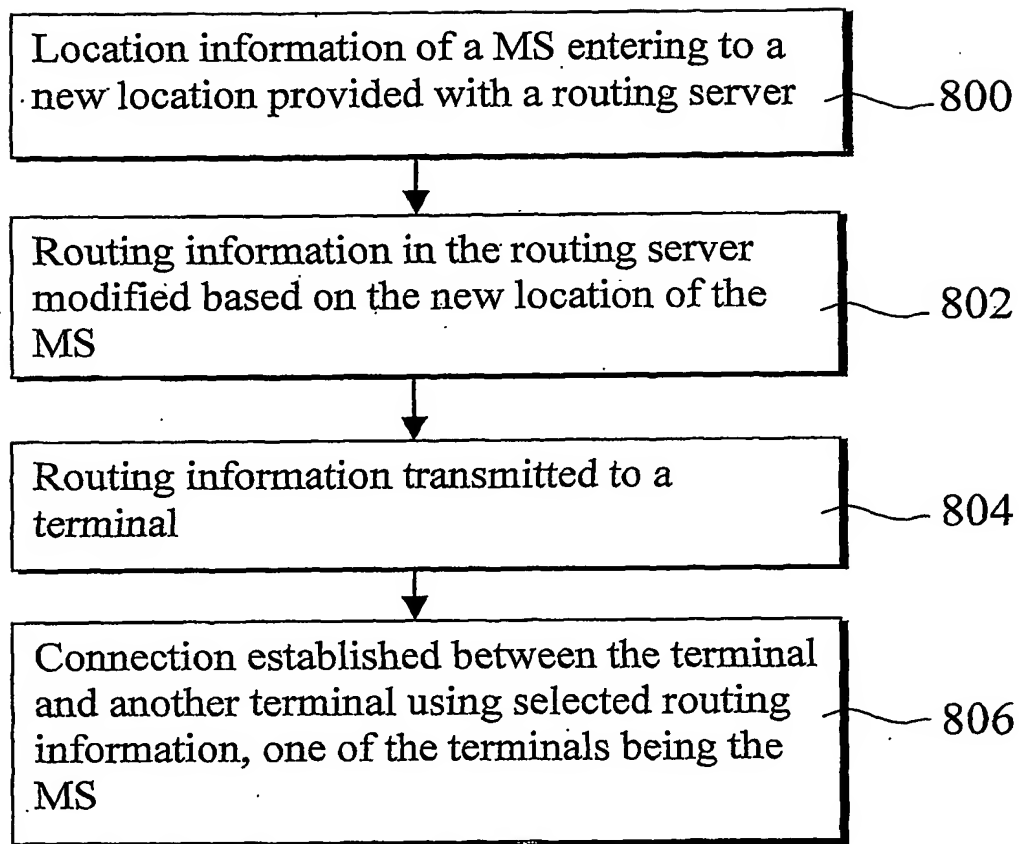 Location information of a MS entering to a
new location provided with a routing server
800
Routing information in the routing server
modified based on the new location of the
MS
802
Routing information transmitted to a
terminal
804
Connection established between the terminal
and another terminal using selected routing
information, one of the terminals being the
MS
806